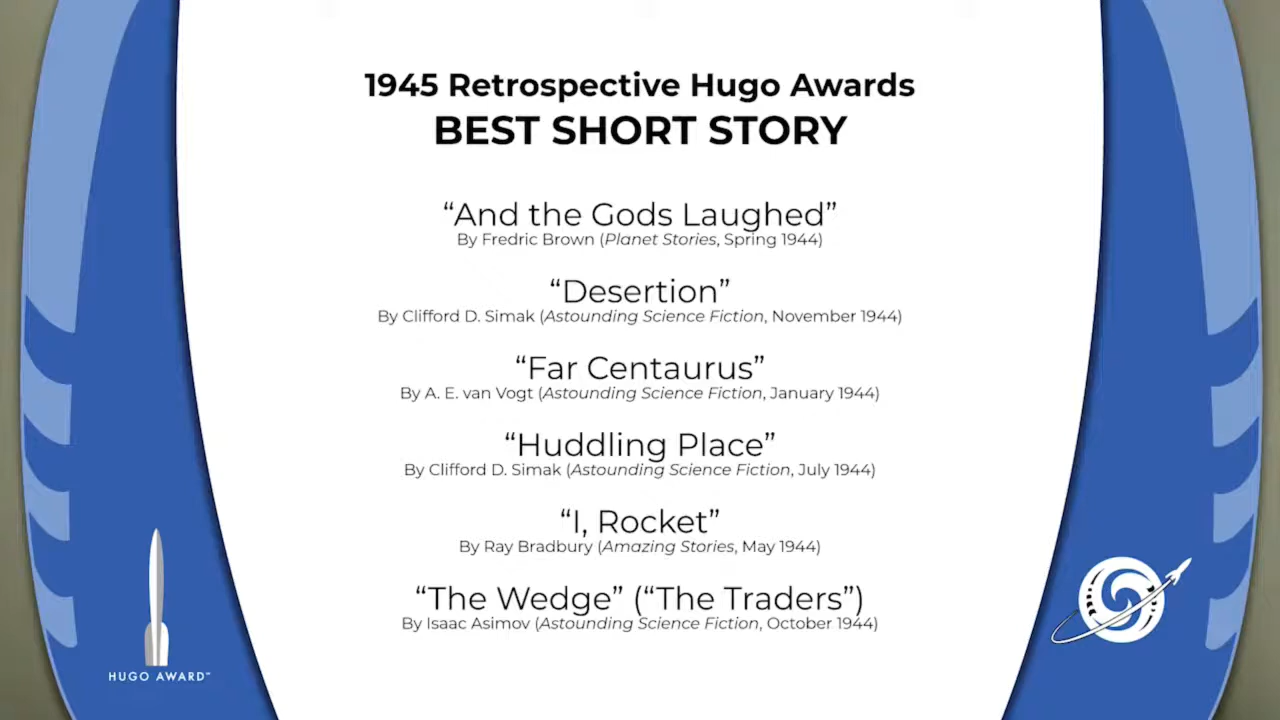 1945 Retrospective Hugo Awards
BEST SHORT STORY
“And the Gods Laughed”
By Fredric Brown (Planet Stories, Spring 1944)
“Desertion”
By Clifford D. Simak (Astounding Science Fiction, November 1944)
“Far Centaurus”
By A. E. van Vogt (Astounding Science Fiction, January 1944)
“Huddling Place”
By Clifford D. Simak (Astounding Science Fiction, July 1944)
“I, Rocket”
By Ray Bradbury (Amazing Stories, May 1944)
“The Wedge” (“The Traders”)
By Isaac Asimov (Astounding Science Fiction, October 1944)
HUGO AWARD™